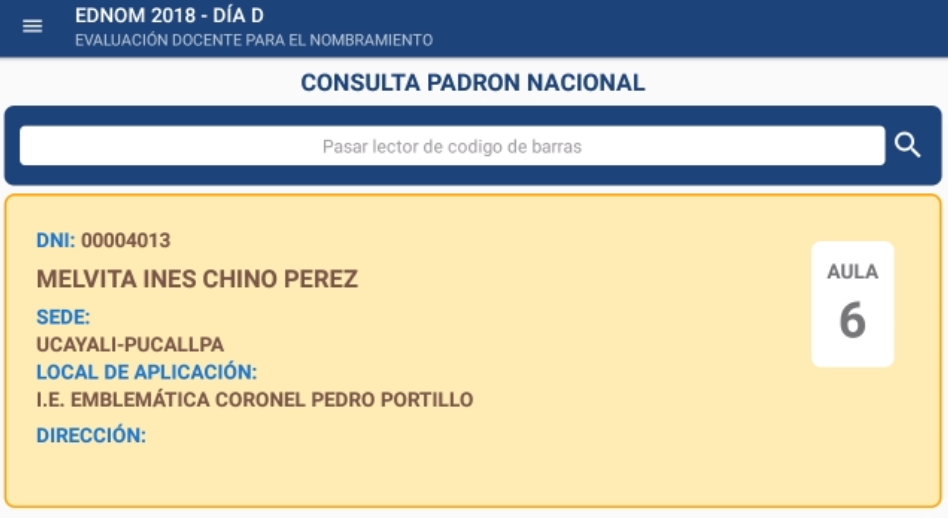 EDNOM 2018 - DÍA D
EVALUACIÓN DOCENTE PARA EL NOMBRAMIENTO
CONSULTA PADRON NACIONAL
Pasar lector de codigo de barras
DNI: 00004013
MELVITA INES CHINO PEREZ
SEDE:
UCAYALI-PUCALLPA
LOCAL DE APLICACIÓN:
I.E. EMBLEMÁTICA CORONEL PEDRO PORTILLO
DIRECCIÓN:
AULA
6